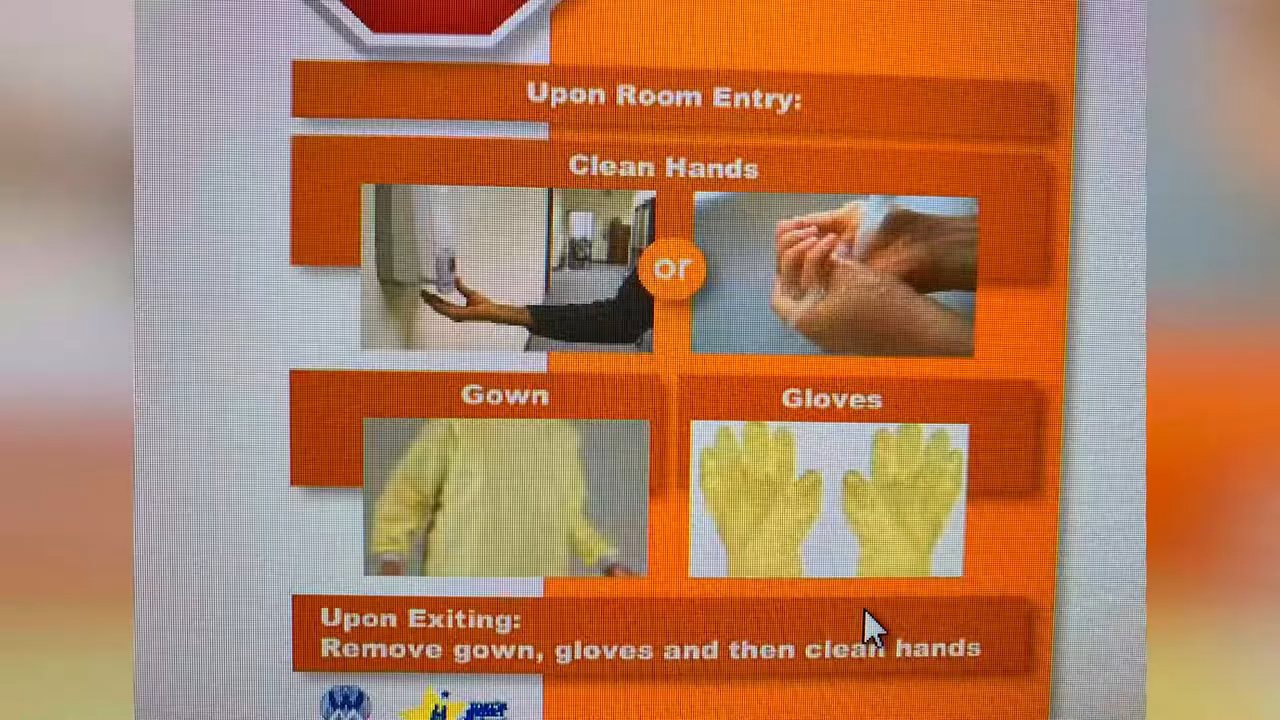 Upon Room Entry:
Clean Hands
or
Gown
Gloves
Upon Exiting:
Remove gown, gloves and then clean hands